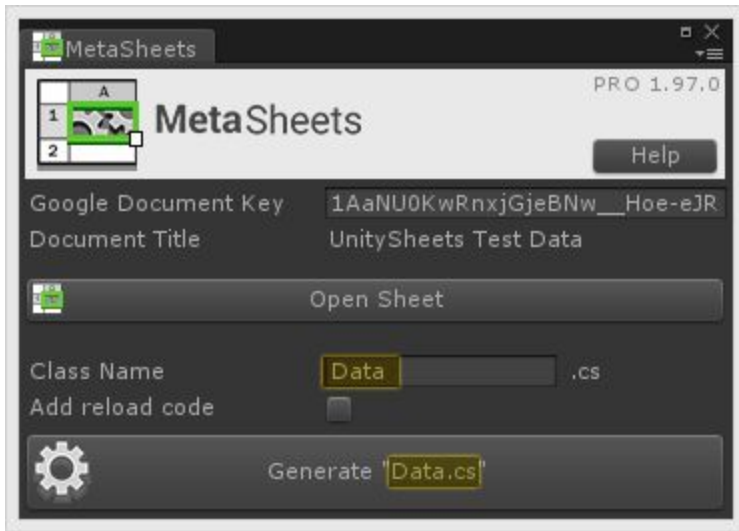 MetaSheets
PRO 1.97.0
A
1
2
MetaSheets
Help
Google Document Key 1AaNU0KwRnxjGjeBNw__Hoe-eJR
Document Title UnitySheets Test Data
Open Sheet
Class Name Data .cs
Add reload code
Generate "Data.cs"